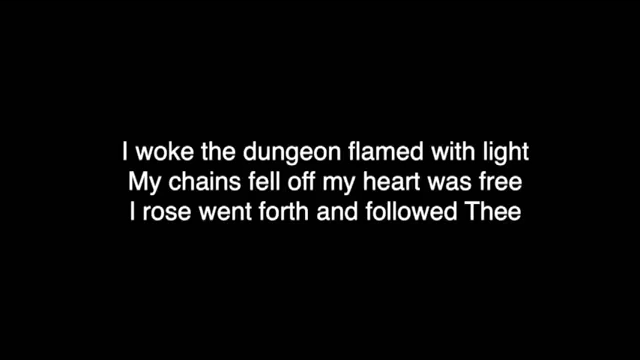 I woke the dungeon flamed with light
My chains fell off my heart was free
I rose went forth and followed Thee